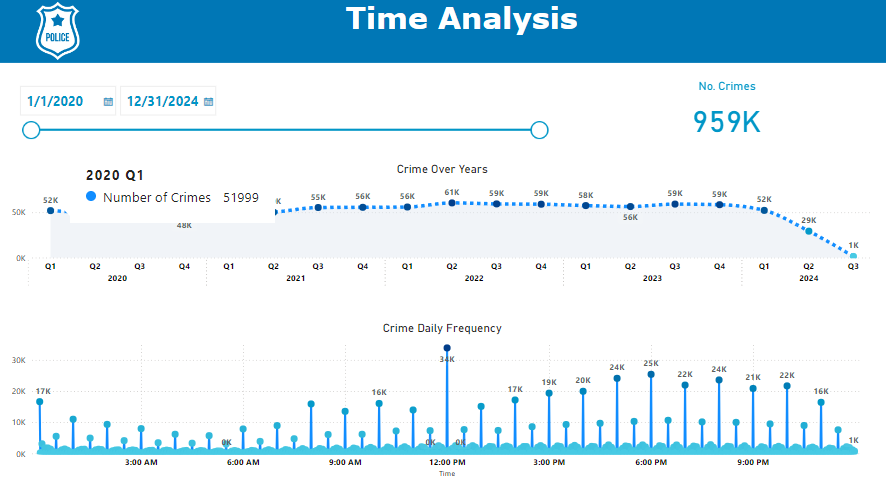 Time Analysis
POLICE
1/1/2020 12/31/2024
No. Crimes
959K
Crime Over Years
2020 Q1
Number of Crimes 51999
52K K 55K 56K 56K 61K 59K 59K 58K 59K 59K 52K
50K 48K 56K 29K
1K
0K
Q1 Q2 Q3 Q4 Q1 Q2 Q3 Q4 Q1 Q2 Q3 Q4 Q1 Q2 Q3 Q4 Q1 Q2 Q3
2020 2021 2022 2023 2024
Crime Daily Frequency
30K 34K
17K 16K 17K 19K 20K 24K 25K 22K 24K 21K 22K 16K
20K
10K
0K 0K 0K 1K
0K
3:00 AM 6:00 AM 9:00 AM 12:00 PM 3:00 PM 6:00 PM 9:00 PM
Time